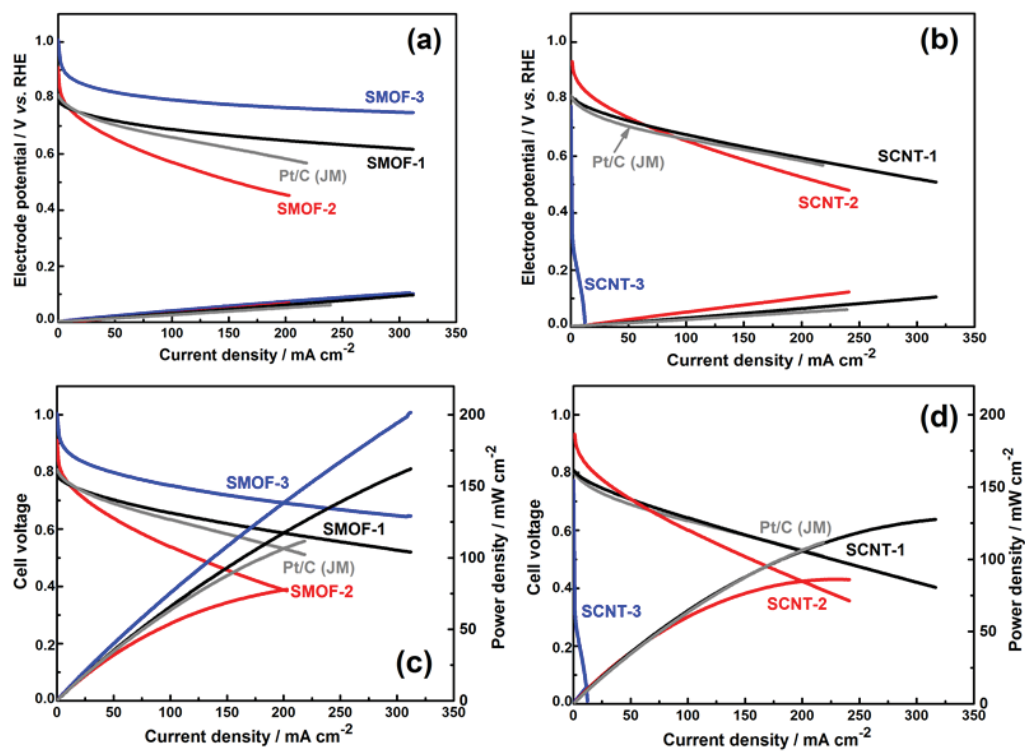 (a)
Electrode potential / V vs. RHE
1.0
0.8
0.6
0.4
0.2
0.0
SMOF-3
SMOF-1
Pt/C (JM)
SMOF-2
0 50 100 150 200 250 300 350
Current density / mA cm-2
(b)
Electrode potential / V vs. RHE
1.0
0.8
0.6
0.4
0.2
0.0
Pt/C (JM)
SCNT-1
SCNT-2
SCNT-3
0 50 100 150 200 250 300 350
Current density / mA cm-2
(c)
Cell voltage
1.0
0.8
0.6
0.4
0.2
0.0
SMOF-3
SMOF-1
Pt/C (JM)
SMOF-2
200
150
100
50
0
Power density / mW cm-2
0 50 100 150 200 250 300 350
Current density / mA cm-2
(d)
Cell voltage
1.0
0.8
0.6
0.4
0.2
0.0
Pt/C (JM)
SCNT-1
SCNT-2
SCNT-3
200
150
100
50
0
Power density / mW cm-2
0 50 100 150 200 250 300 350
Current density / mA cm-2